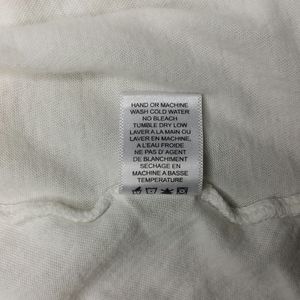 HAND OR MACHINE
WASH COLD WATER
NO BLEACH
TUMBLE DRY LOW
LAVER A LA MAIN OU
LAVER EN MACHINE,
A L'EAU FROIDE
NE PAS D' AGENT
DE BLANCHIMENT
SECHAGE EN
MACHINE A BASSE
TEMPERATURE